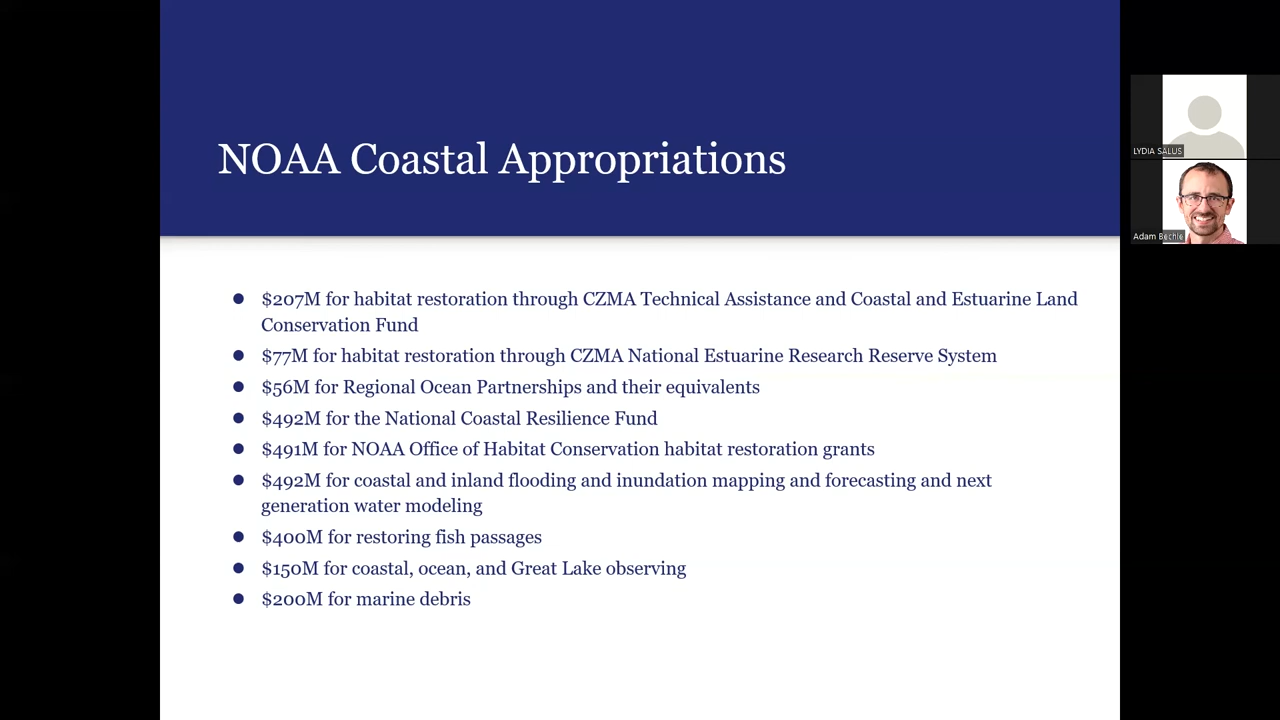 NOAA Coastal Appropriations
● $207M for habitat restoration through CZMA Technical Assistance and Coastal and Estuarine Land
Conservation Fund
● $77M for habitat restoration through CZMA National Estuarine Research Reserve System
● $56M for Regional Ocean Partnerships and their equivalents
● $492M for the National Coastal Resilience Fund
● $491M for NOAA Office of Habitat Conservation habitat restoration grants
● $492M for coastal and inland flooding and inundation mapping and forecasting and next
generation water modeling
● $400M for restoring fish passages
● $150M for coastal, ocean, and Great Lake observing
● $200M for marine debris
LYDIA SALUS
Adam Bechle